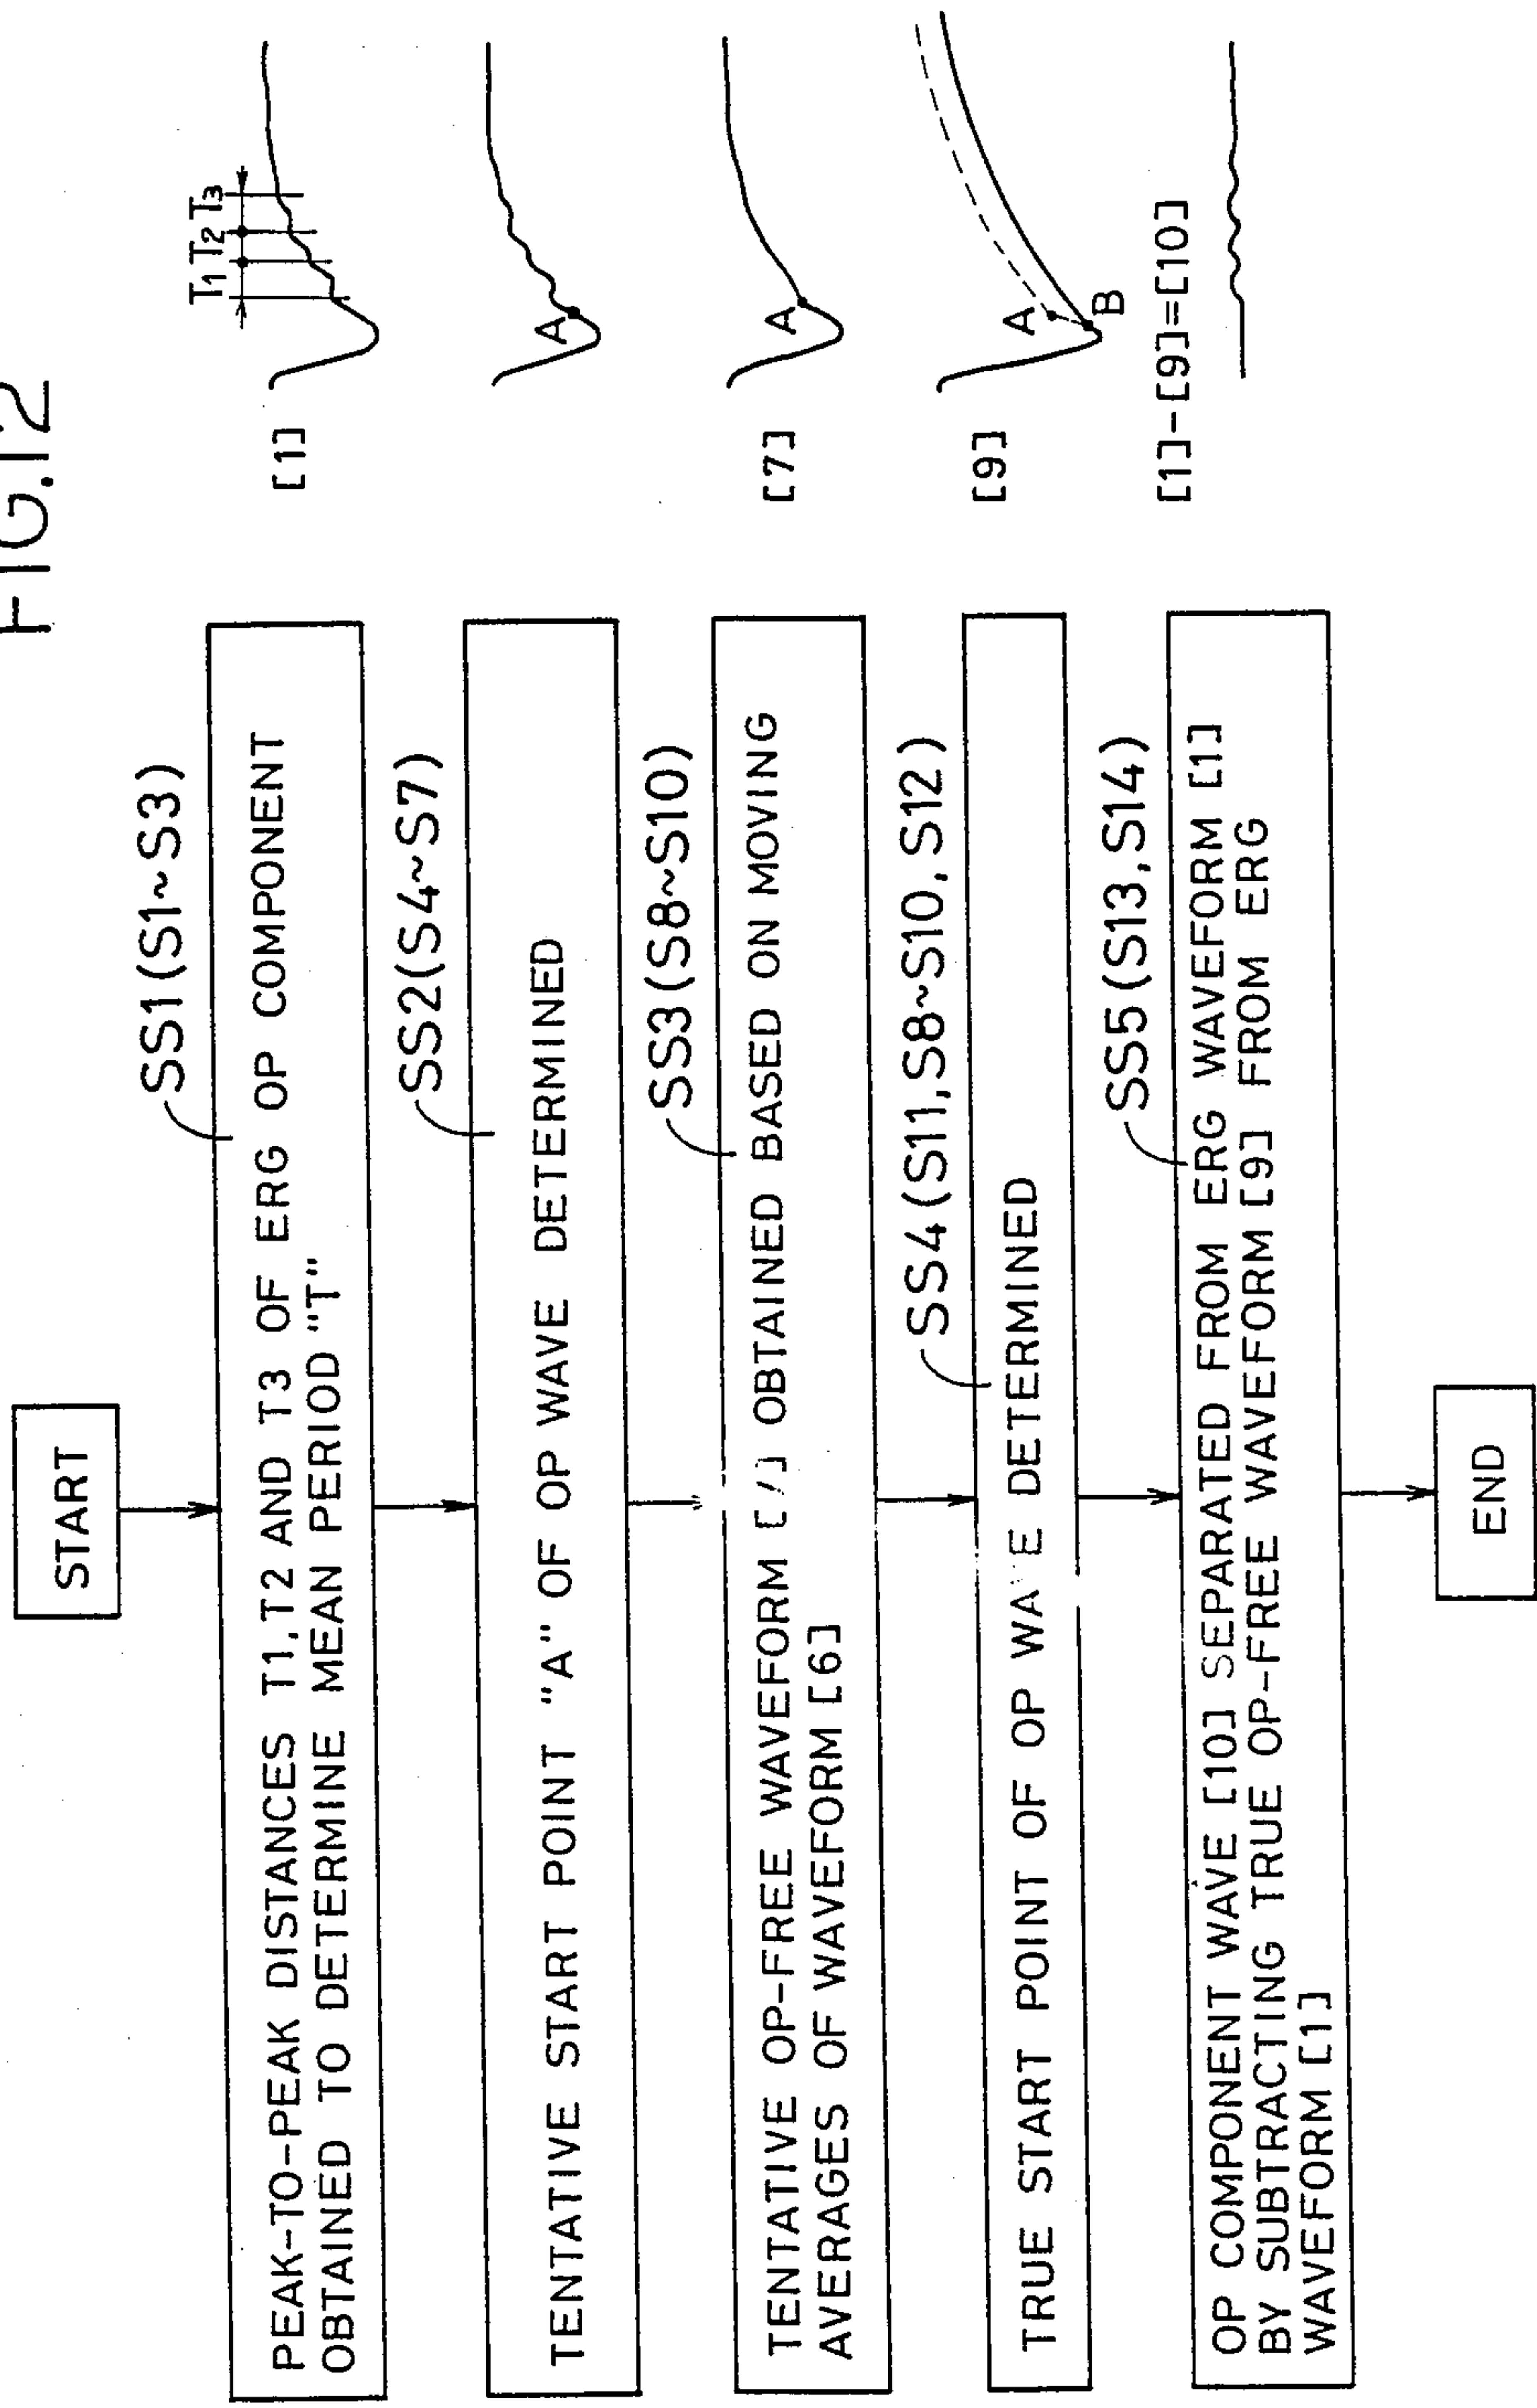 FIG.12
START
SS1(S1~S3)
PEAK-TO-PEAK DISTANCES T1,T2 AND T3 OF ERG OP COMPONENT
OBTAINED TO DETERMINE MEAN PERIOD "T"
[1]
T1 T2 T3
SS2(S4~S7)
TENTATIVE START POINT "A" OF OP WAVE DETERMINED
A
SS3(S8~S10)
TENTATIVE OP-FREE WAVEFORM OBTAINED BASED ON MOVING
AVERAGES OF WAVEFORM [6]
[7]
A
SS4(S11,S8~S10,S12)
TRUE START POINT OF OP WA E DETERMINED
[9]
A
B
SS5(S13,S14)
OP COMPONENT WAVE [10] SEPARATED FROM ERG WAVEFORM [1]
BY SUBTRACTING TRUE OP-FREE WAVEFORM [9] FROM ERG
WAVEFORM [1]
[1]-[9]=[10]
END